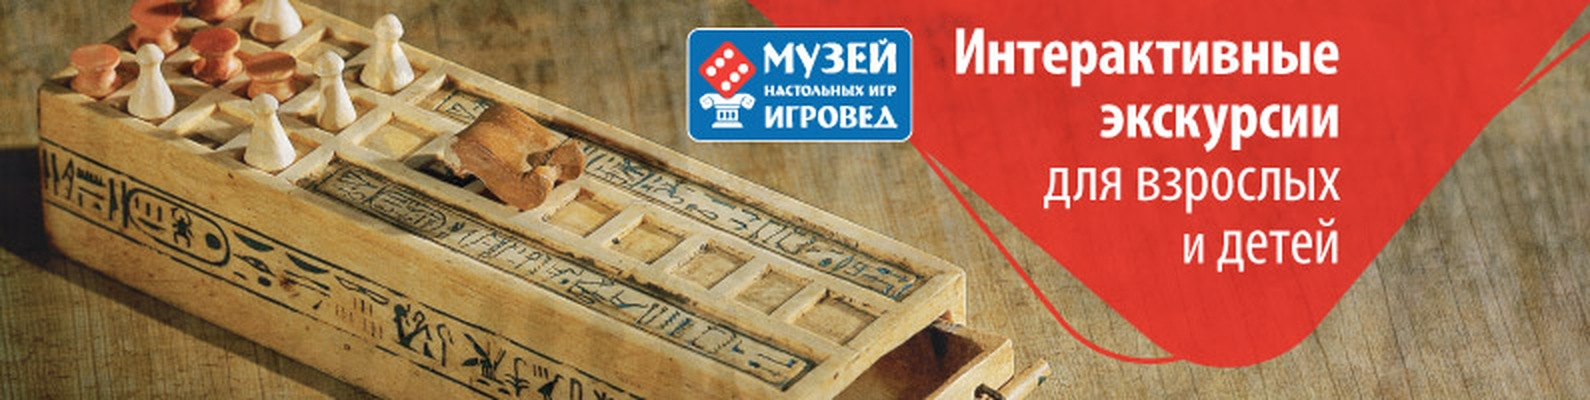 МУЗЕЙ
НАСТОЛЬНЫХ ИГР
ИГРОВЕД
Интерактивные
экскурсии
для взрослых
и детей